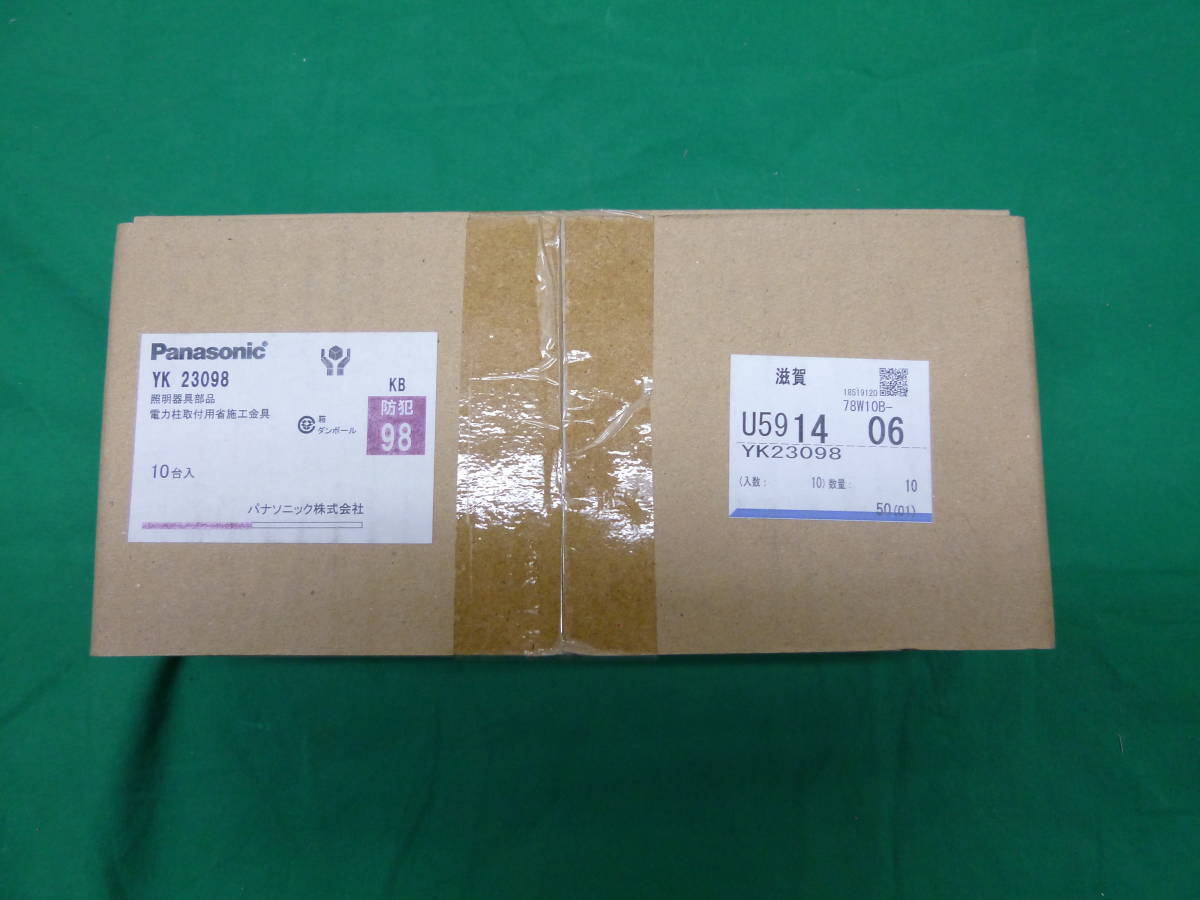 Panasonic
YK 23098
照明器具部品
電力柱取付用省施工金具
箱
ダンボール
KB
防犯
98
10台入
パナソニック株式会社
滋賀
18519120
78W10B-
U59 14 06
YK23098
(入数: 10) 数量: 10
50(01)